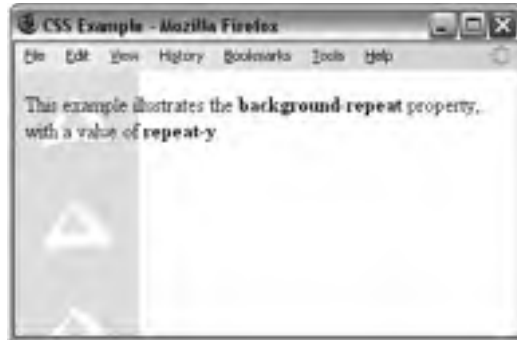 CSS Example - Mozilla Firefox
File Edit View History Bookmarks Tools Help
This example illustrates the background-repeat property,
with a value of repeat-y